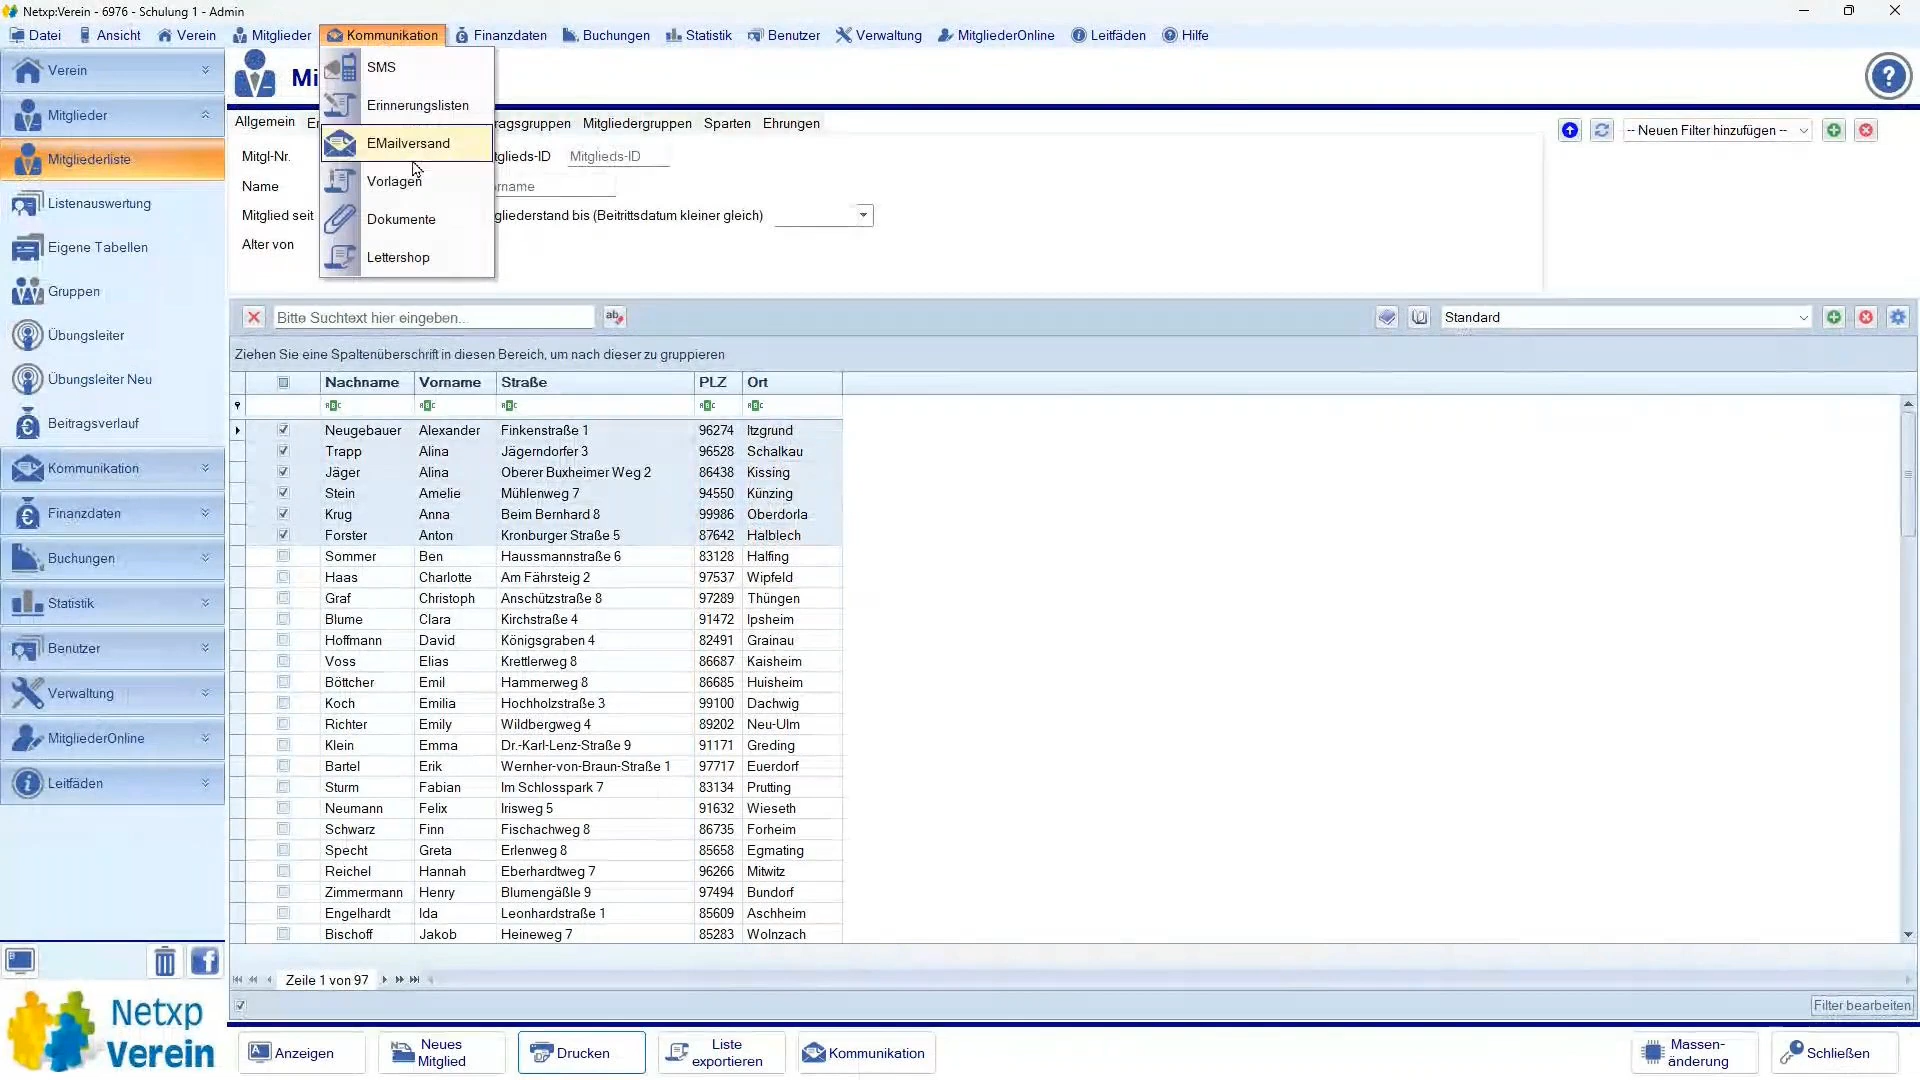 Netxp:Verein - 6976 - Schulung 1 - Admin
Datei Ansicht Verein Mitglieder Kommunikation Finanzdaten Buchungen Statistik Benutzer Verwaltung MitgliederOnline Leitfäden Hilfe
Verein
Mitglieder
Mitgliederliste
Listenauswertung
Eigene Tabellen
Gruppen
Übungsleiter
Übungsleiter Neu
Beitragsverlauf
Kommunikation
Finanzdaten
Buchungen
Statistik
Benutzer
Verwaltung
MitgliederOnline
Leitfäden
Netxp
Verein
Mi
SMS
Erinnerungslisten
EMailversand
Vorlagen
Dokumente
Lettershop
Allgemein Er ragsgruppen Mitgliedergruppen Sparten Ehrungen
-- Neuen Filter hinzufügen --
Mitgl-Nr. tglieds-ID Mitglieds-ID
Name orname
Mitglied seit gliederstand bis (Beitrittsdatum kleiner gleich)
Alter von
Bitte Suchtext hier eingeben.. Standard
Ziehen Sie eine Spaltenüberschrift in diesen Bereich, um nach dieser zu gruppieren
Nachname Vorname Straße PLZ Ort
Neugebauer Alexander Finkenstraße 1 96274 Itzgrund
Trapp Alina Jägerndorfer 3 96528 Schalkau
Jäger Alina Oberer Buxheimer Weg 2 86438 Kissing
Stein Amelie Mühlenweg 7 94550 Künzing
Krug Anna Beim Bernhard 8 99986 Oberdorla
Forster Anton Kronburger Straße 5 87642 Halblech
Sommer Ben Haussmannstraße 6 83128 Halfing
Haas Charlotte Am Fährsteig 2 97537 Wipfeld
Graf Christoph Anschützstraße 8 97289 Thüngen
Blume Clara Kirchstraße 4 91472 Ipsheim
Hoffmann David Königsgraben 4 82491 Grainau
Voss Elias Krettlerweg 8 86687 Kaisheim
Böttcher Emil Hammerweg 8 86685 Huisheim
Koch Emilia Hochholzstraße 3 99100 Dachwig
Richter Emily Wildbergweg 4 89202 Neu-Ulm
Klein Emma Dr.-Karl-Lenz-Straße 9 91171 Greding
Bartel Erik Wernher-von-Braun-Straße 1 97717 Euerdorf
Sturm Fabian Im Schlosspark 7 83134 Prutting
Neumann Felix Irisweg 5 91632 Wieseth
Schwarz Finn Fischachweg 8 86735 Forheim
Specht Greta Erlenweg 8 85658 Egmating
Reichel Hannah Eberhardtweg 7 96266 Mitwitz
Zimmermann Henry Blumengäßle 9 97494 Bundorf
Engelhardt Ida Leonhardstraße 1 85609 Aschheim
Bischoff Jakob Heineweg 7 85283 Wolnzach
Zeile 1 von 97
Filter bearbeiten
Anzeigen
Neues
Mitglied
Drucken
Liste
exportieren
Kommunikation
Massen-
änderung
Schließen